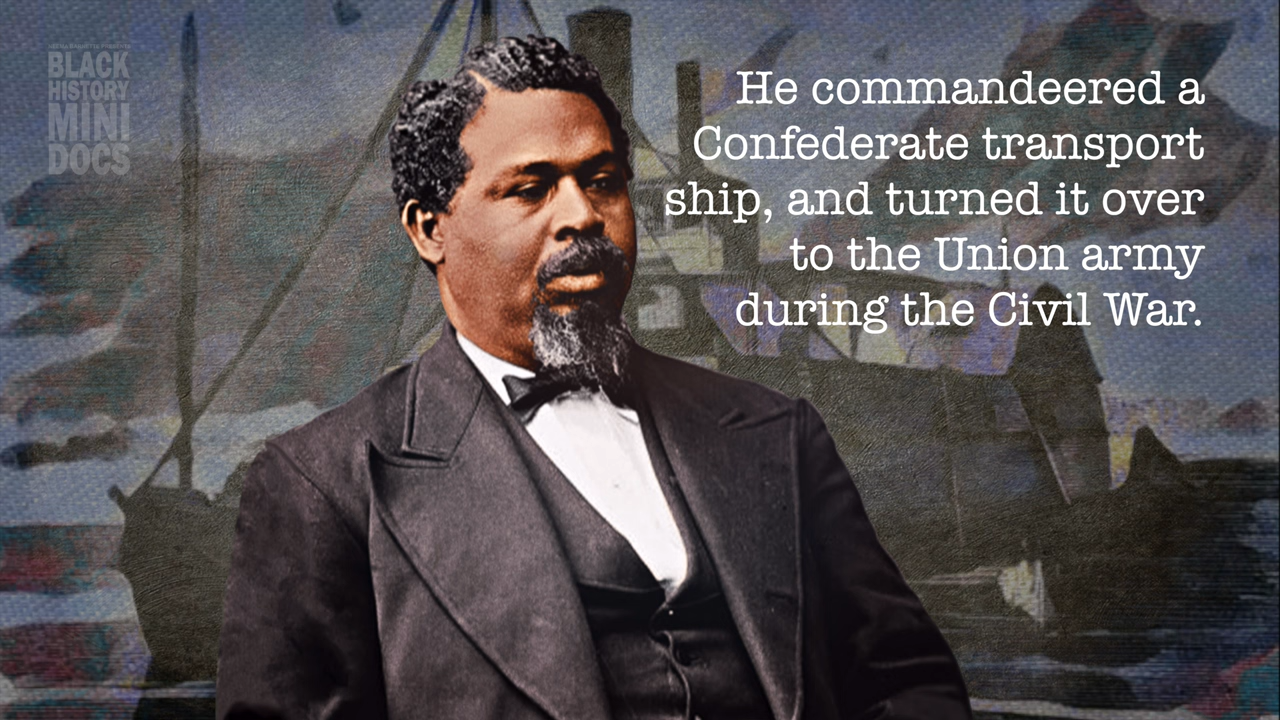 BLACK
HISTORY
MINI
DOCS
He commandeered a
Confederate transport
ship, and turned it over
to the Union army
during the Civil War.